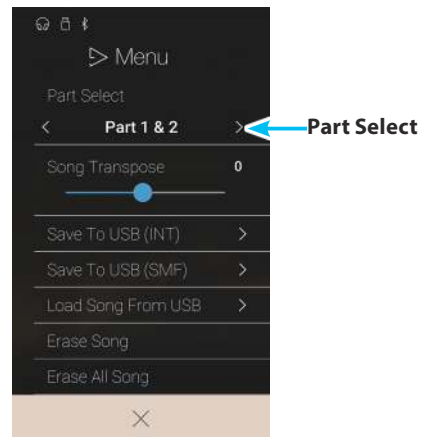 Menu
Part Select
Part 1 & 2
Part Select
Song Transpose 0
Save To USB (INT)
Save To USB (SMF)
Load Song From USB
Erase Song
Erase All Song